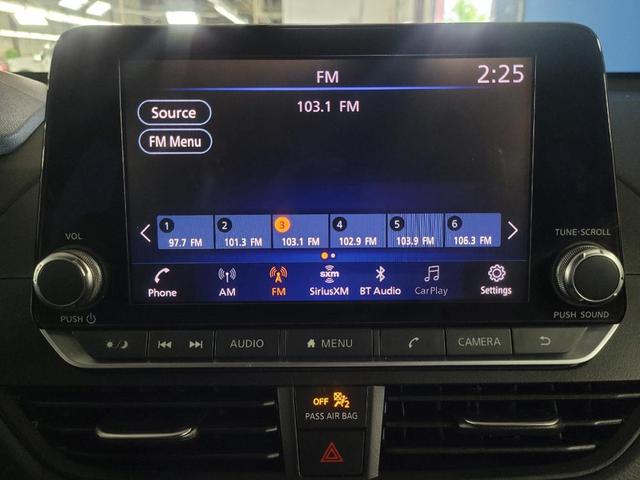 FM
2:25
Source
103.1 FM
FM Menu
1 2 3 4 5 6
97.7 FM 101.3 FM 103.1 FM 102.9 FM 103.9 FM 106.3 FM
VOL
TUNE-SCROLL
Phone AM FM sxm SiriusXM BT Audio CarPlay Settings
PUSH
PUSH SOUND
AUDIO MENU CAMERA
OFF 2
PASS AIR BAG